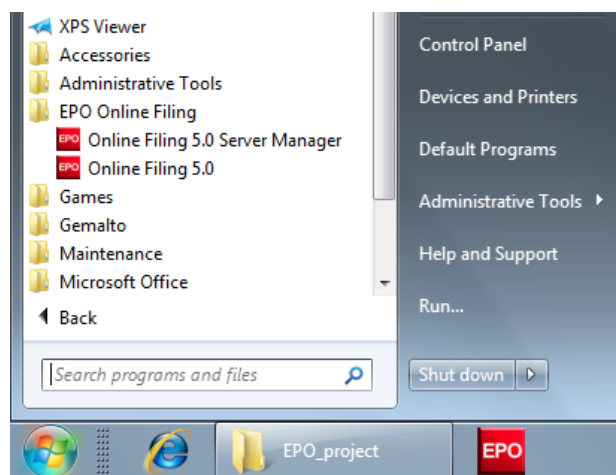 XPS Viewer
Accessories
Administrative Tools
EPO Online Filing
EPO Online Filing 5.0 Server Manager
EPO Online Filing 5.0
Games
Gemalto
Maintenance
Microsoft Office
Back
Search programs and files
Control Panel
Devices and Printers
Default Programs
Administrative Tools
Help and Support
Run...
Shut down
EPO_project
EPO